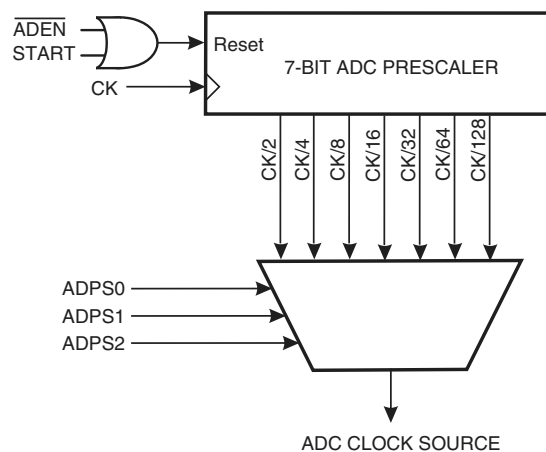 ADEN
START
Reset
7-BIT ADC PRESCALER
CK
CK/2
CK/4
CK/8
CK/16
CK/32
CK/64
CK/128
ADPS0
ADPS1
ADPS2
ADC CLOCK SOURCE